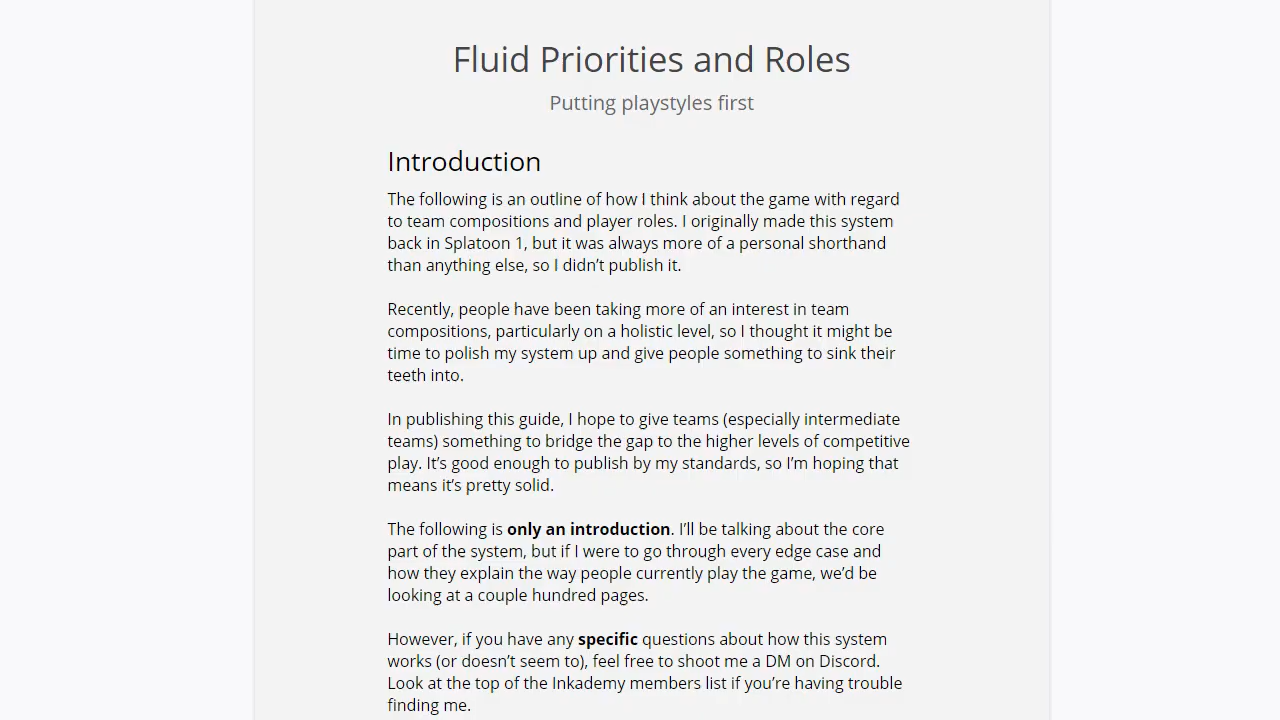 Fluid Priorities and Roles
Putting playstyles first
Introduction
The following is an outline of how I think about the game with regard
to team compositions and player roles. I originally made this system
back in Splatoon 1, but it was always more of a personal shorthand
than anything else, so I didn’t publish it.
Recently, people have been taking more of an interest in team
compositions, particularly on a holistic level, so I thought it might be
time to polish my system up and give people something to sink their
teeth into.
In publishing this guide, I hope to give teams (especially intermediate
teams) something to bridge the gap to the higher levels of competitive
play. It’s good enough to publish by my standards, so I’m hoping that
means it’s pretty solid.
The following is only an introduction. I’ll be talking about the core
part of the system, but if I were to go through every edge case and
how they explain the way people currently play the game, we’d be
looking at a couple hundred pages.
However, if you have any specific questions about how this system
works (or doesn’t seem to), feel free to shoot me a DM on Discord.
Look at the top of the Inkademy members list if you’re having trouble
finding me.